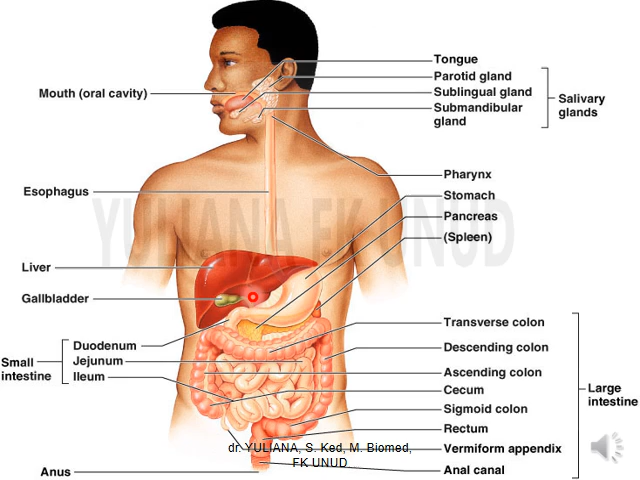 Tongue
Parotid gland
Sublingual gland
Submandibular
gland
Salivary
glands
Mouth (oral cavity)
Pharynx
Esophagus
Stomach
Pancreas
(Spleen)
YULIANA FK UNUD
Liver
Gallbladder
Transverse colon
Duodenum
Small
intestine
Jejunum
Ileum
Descending colon
Ascending colon
Cecum
Large
intestine
Sigmoid colon
Rectum
dr. YULIANA, S. Ked, M. Biomed,
FK UNUD
Vermiform appendix
Anus
Anal canal